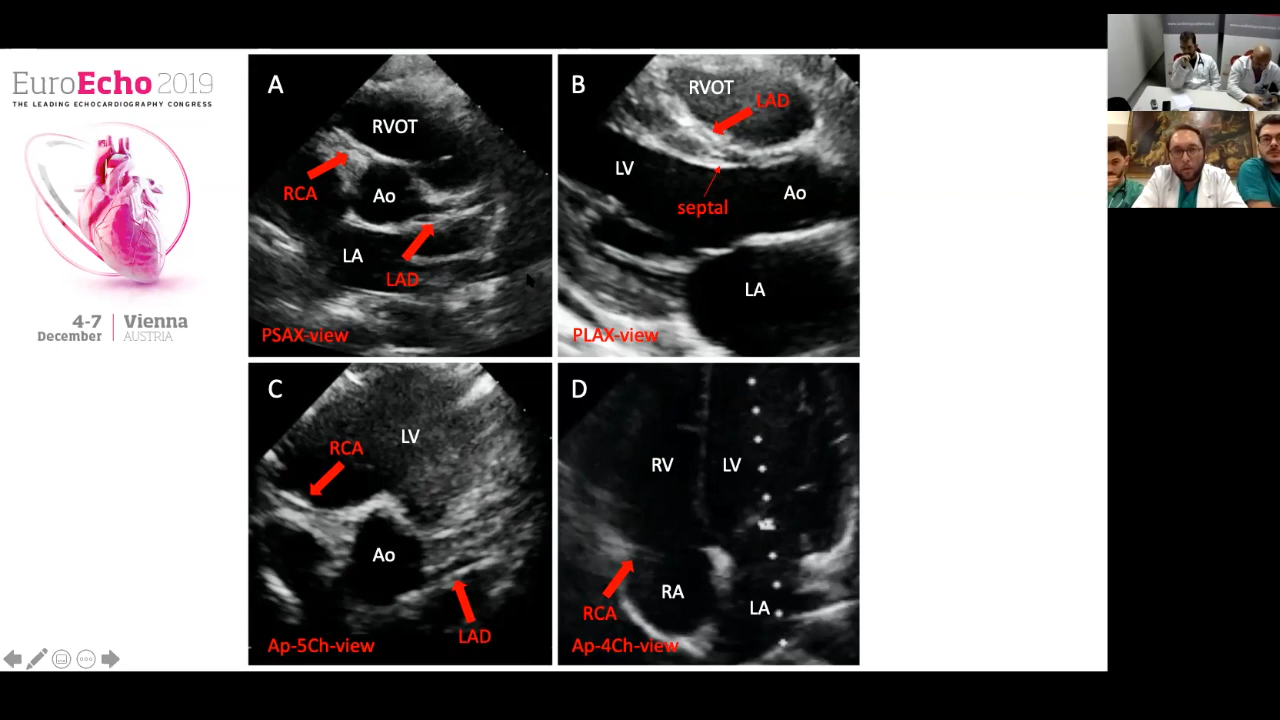 EuroEcho 2019
THE LEADING ECHOCARDIOGRAPHY CONGRESS
4-7
December
Vienna
AUSTRIA
A
RVOT
RCA
Ao
LA
LAD
PSAX-view
B
RVOT
LAD
LV
Ao
septal
LA
PLAX-view
C
LV
RCA
Ao
LAD
Ap-5Ch-view
D
RV
LV
RA
LA
RCA
Ap-4Ch-view